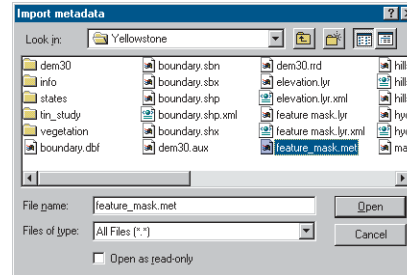 Import metadata
Look in: Yellowstone
dem30 boundary.sbn dem30.rrd
info boundary.sbx elevation.lyr
states boundary.shp elevation.lyr.xml
tin_study boundary.shp.xml feature mask.lyr
vegetation boundary.shx feature mask.lyr.xml
boundary.dbf dem30.aux feature_mask.met
File name: feature_mask.met Open
Files of type: All Files (*.*) Cancel
Open as read-only